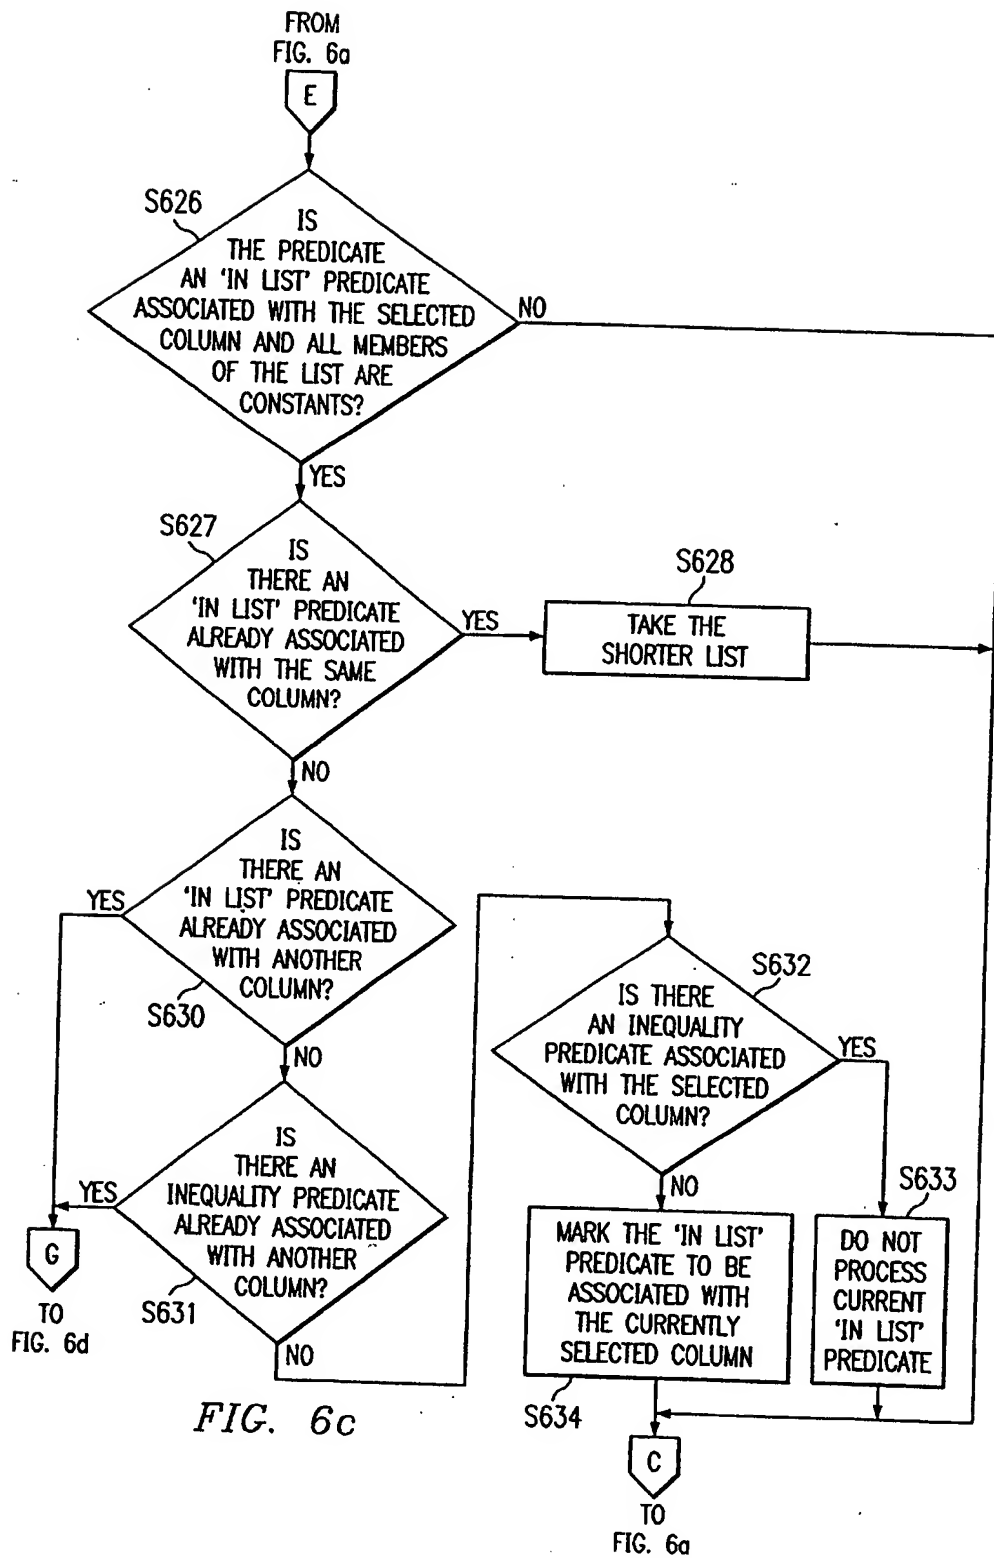 FROM
FIG. 6a
E
S626
IS
THE PREDICATE
AN 'IN LIST' PREDICATE
ASSOCIATED WITH THE SELECTED
COLUMN AND ALL MEMBERS
OF THE LIST ARE
CONSTANTS?
NO
YES
S627
IS
THERE AN
'IN LIST' PREDICATE
ALREADY ASSOCIATED
WITH THE SAME
COLUMN?
YES
S628
TAKE THE
SHORTER LIST
NO
IS
THERE AN
'IN LIST' PREDICATE
ALREADY ASSOCIATED
WITH ANOTHER
COLUMN?
YES
S630
NO
IS
THERE AN
INEQUALITY PREDICATE
ALREADY ASSOCIATED
WITH ANOTHER
COLUMN?
YES
S631
NO
G
TO
FIG. 6d
S632
IS THERE
AN INEQUALITY
PREDICATE ASSOCIATED
WITH THE SELECTED
COLUMN?
YES
NO
S633
DO NOT
PROCESS
CURRENT
'IN LIST'
PREDICATE
MARK THE 'IN LIST'
PREDICATE TO BE
ASSOCIATED WITH
THE CURRENTLY
SELECTED COLUMN
S634
C
TO
FIG. 6a
FIG. 6c